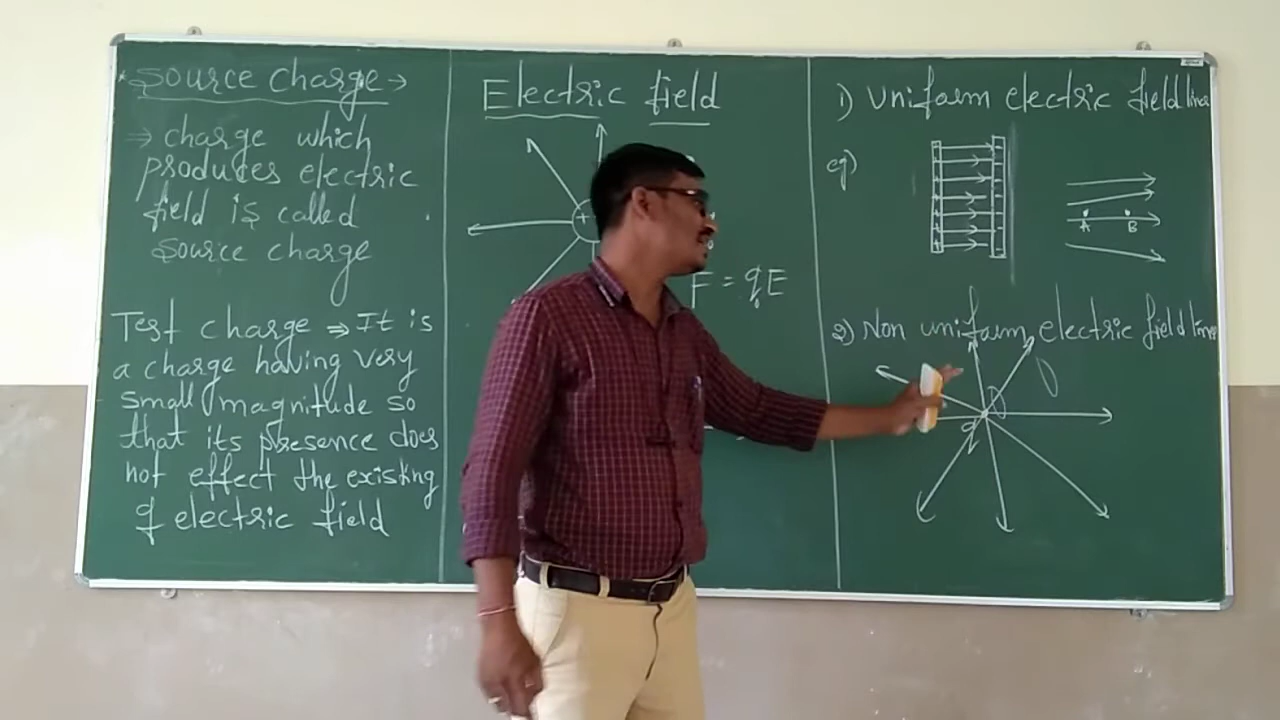 * Source charge →
→ charge which
produces electric
field is called
Source charge
Test charge ⇒ It is
a charge having very
small magnitude so
that its presence does
not effect the existing
of electric field
Electric field
+
F = qE
1) Uniform electric field lines
eg)
A B
2) Non uniform electric field lines